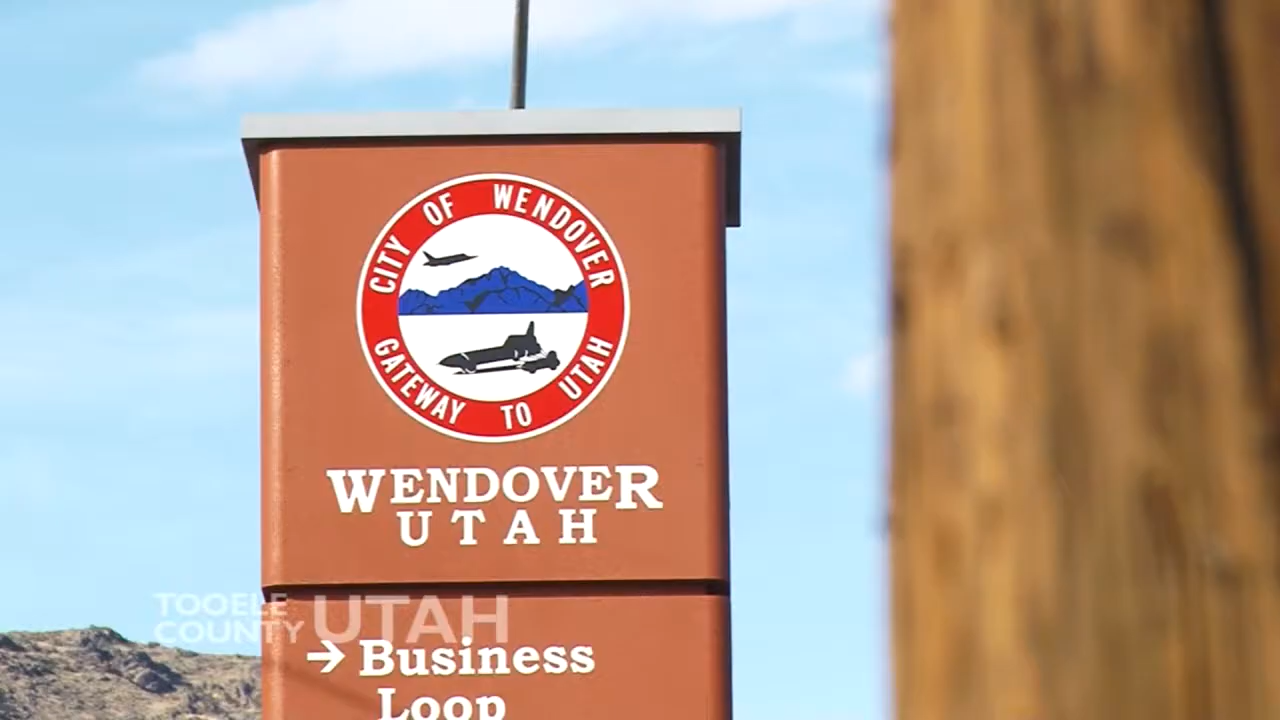 CITY OF WENDOVER
GATEWAY TO UTAH
WENDOVER
UTAH
TOOELE
COUNTY UTAH
→ Business
Loop